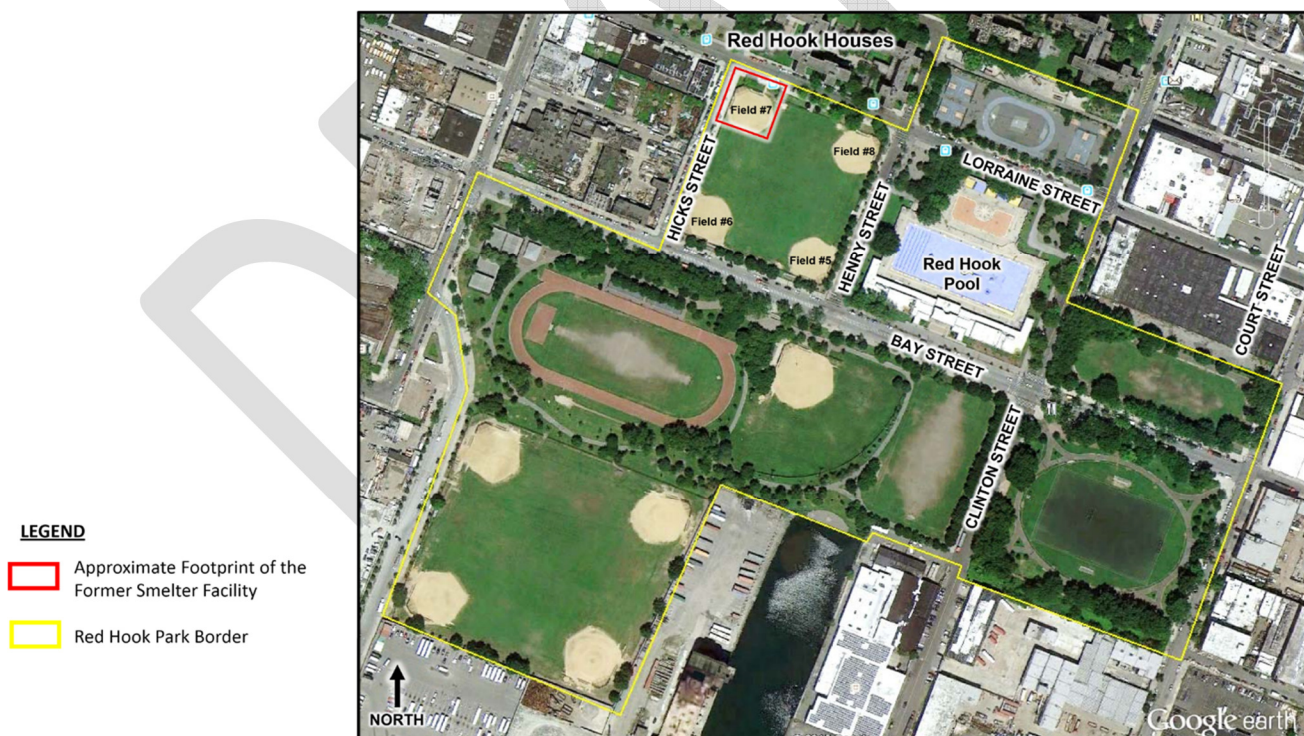 Red Hook Houses
Field #7
Field #8
HICKS STREET
LORRAINE STREET
Field #6
HENRY STREET
Field #5
Red Hook
Pool
COURT STREET
BAY STREET
CLINTON STREET
LEGEND
Approximate Footprint of the
Former Smelter Facility
Red Hook Park Border
NORTH
Google earth